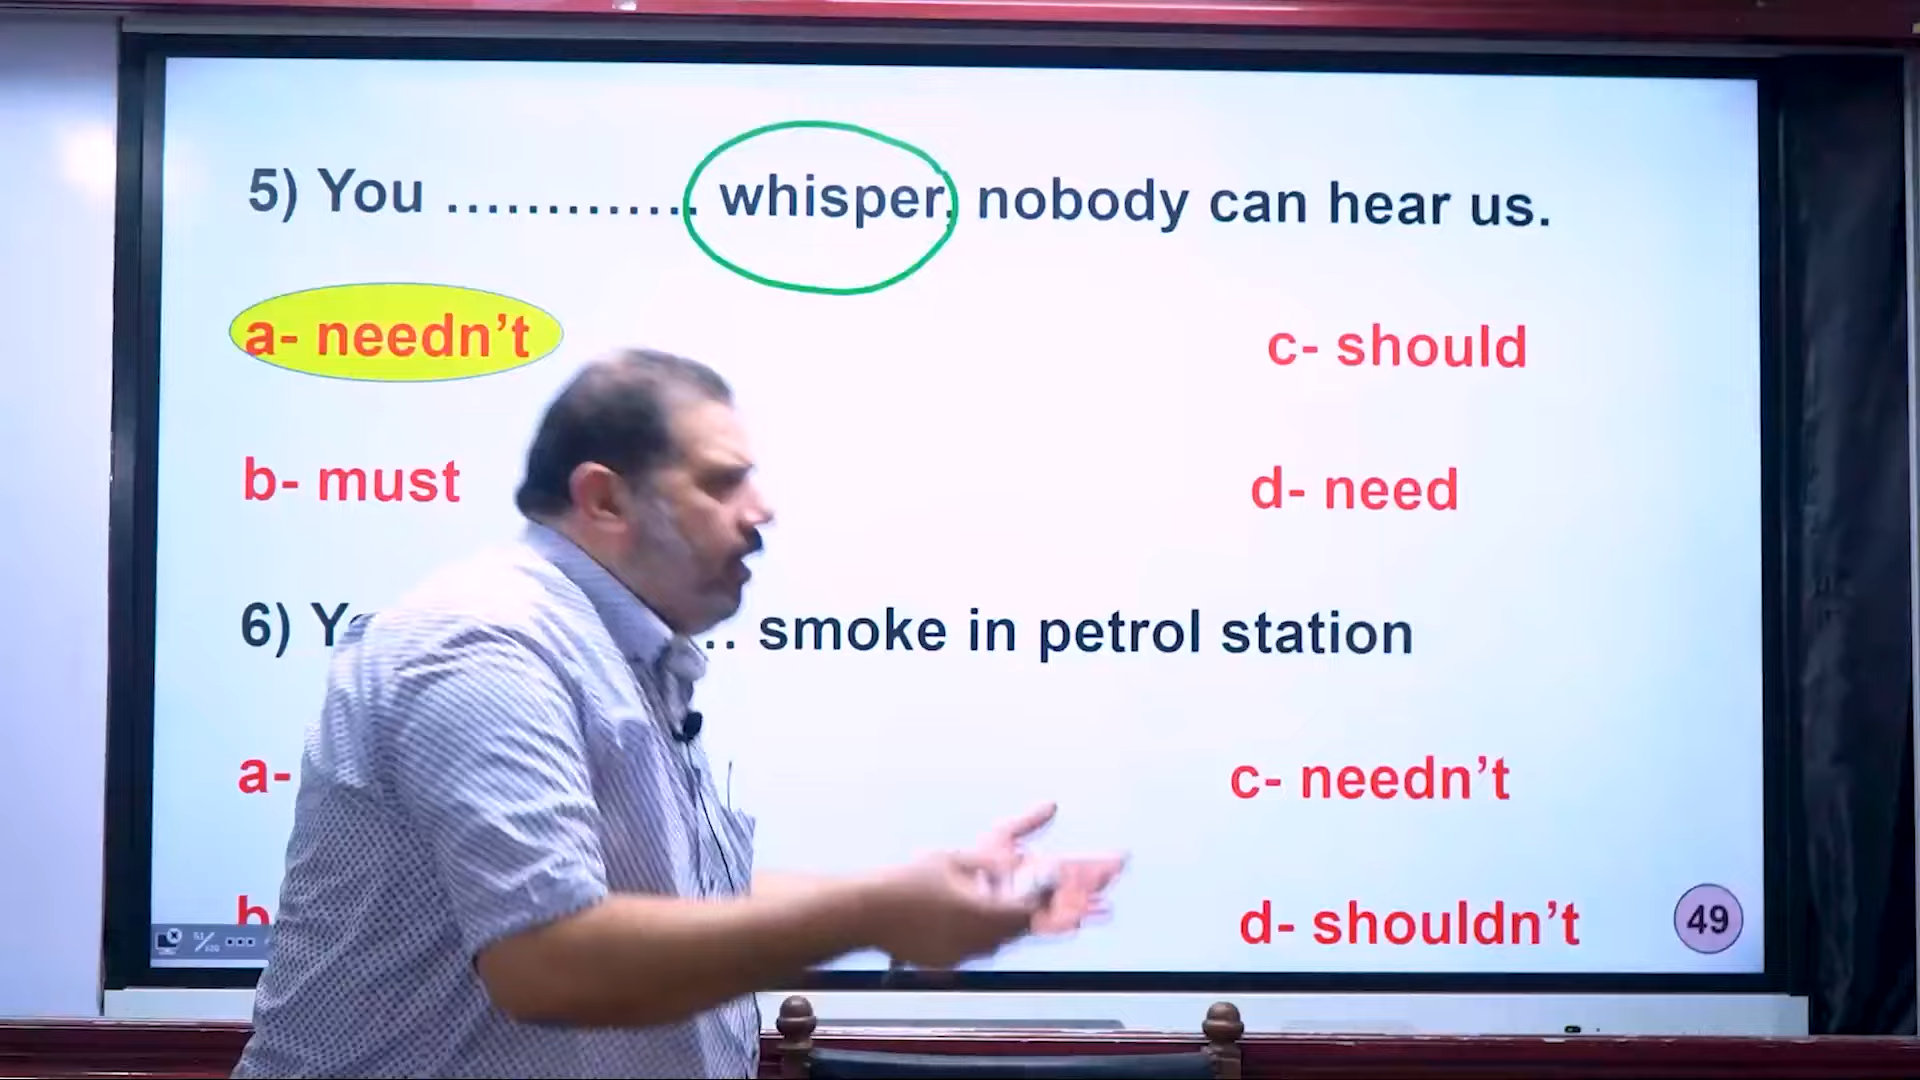 5) You ............. whisper, nobody can hear us.
a- needn't
c- should
b- must
d- need
6) .. smoke in petrol station
a-
c- needn't
b
d- shouldn't
49